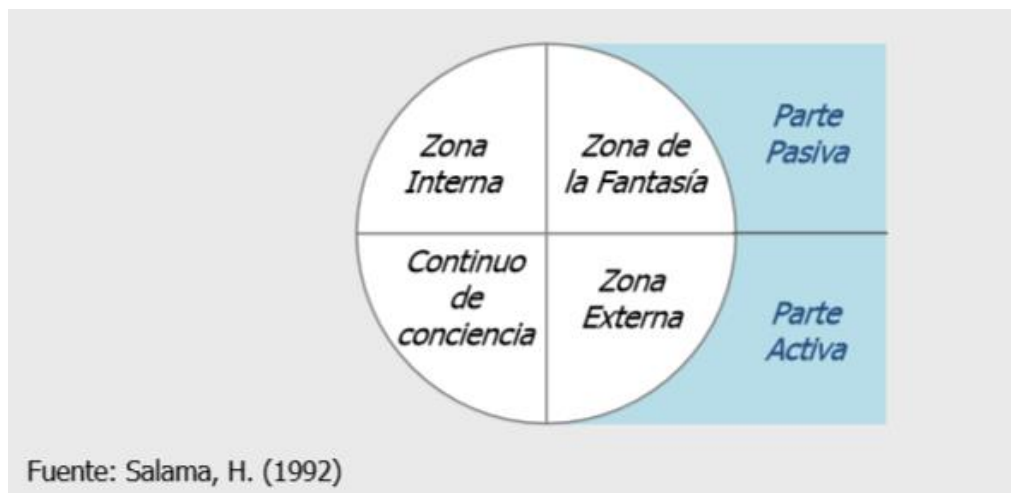 Zona
Interna
Zona de
la Fantasía
Parte
Pasiva
Continuo
de
conciencia
Zona
Externa
Parte
Activa
Fuente: Salama, H. (1992)